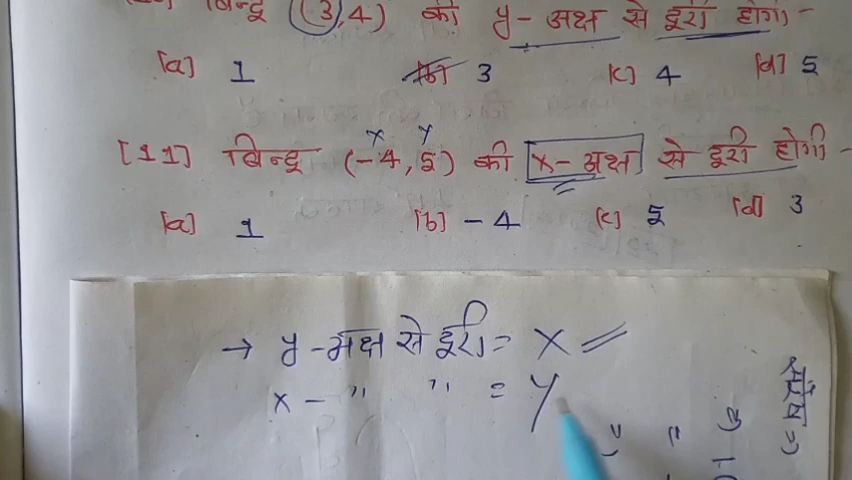 बिन्दू (3,4) की y- अक्ष से दूरी होगी-
[a] 1 [b] 3 [c] 4 [d] 5
x y
[11] बिन्दू (-4, 5) की x- अक्ष से दूरी होगी-
[a] 1 [b] -4 [c] 5 [d] 3
→ y-अक्ष से दूरी = x
x- " " = y